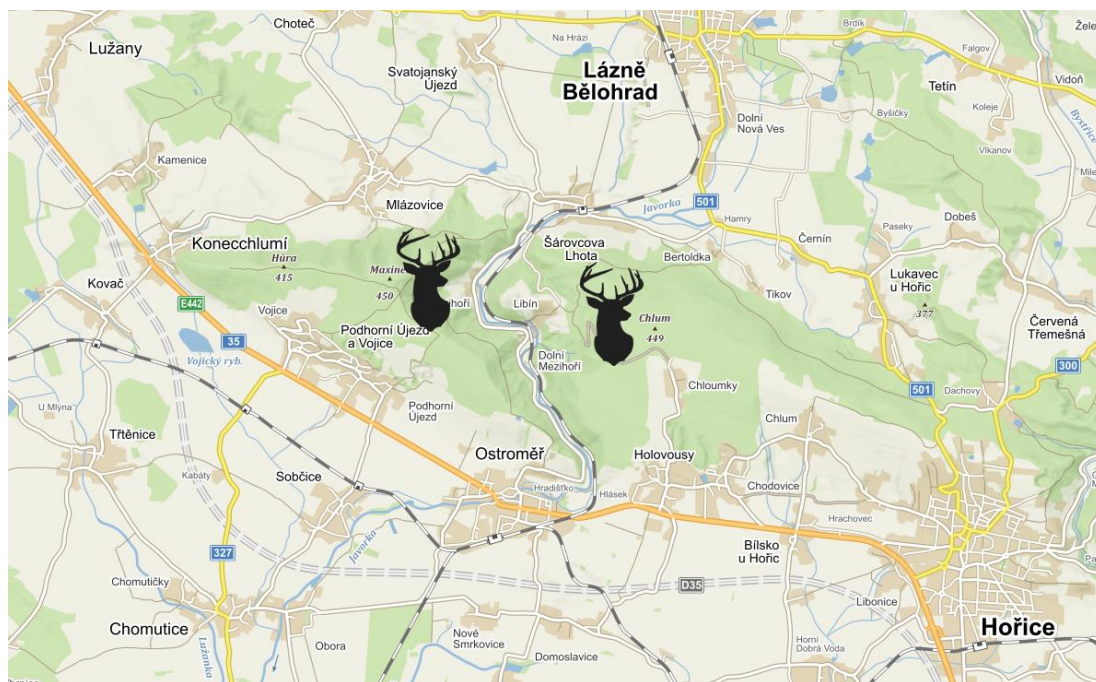 Choteč
Lužany
Na Hrázi
Brdík
Falgov
Tetín
Vidoň
Svatojanský
Újezd
Lázně
Bělohrad
Koleje
Byšičky
Bystřice
Dolní
Nová Ves
Vlkanov
Kamenice
Mlázovice
501
Javorka
Hamry
Paseky
Dobeš
Konecchlumí
Šárovcova
Lhota
Bertoldka
Černín
Húra
415
450
Kovač
E442
Vojice
Libín
Tikov
Lukavec
u Hořic
377
Chlum
449
Červená
Třemešná
35
Vojický ryb.
Podhorní Újezd
a Vojice
Dolní
Mezihoří
300
Chloumky
501
Dachovy
U Mlýna
Podhorní
Újezd
Chlum
Třtěnice
Ostroměř
Holovousy
Kabáty
Sobčice
Hradišťko
Hlásek
Chodovice
Hrachovec
327
Javorka
Bílsko
u Hořic
Chomutičky
D35
Libonice
Chomutice
Lužanka
Obora
Nové
Smrkovice
Domoslavice
Horní
Dobrá Voda
Hořice